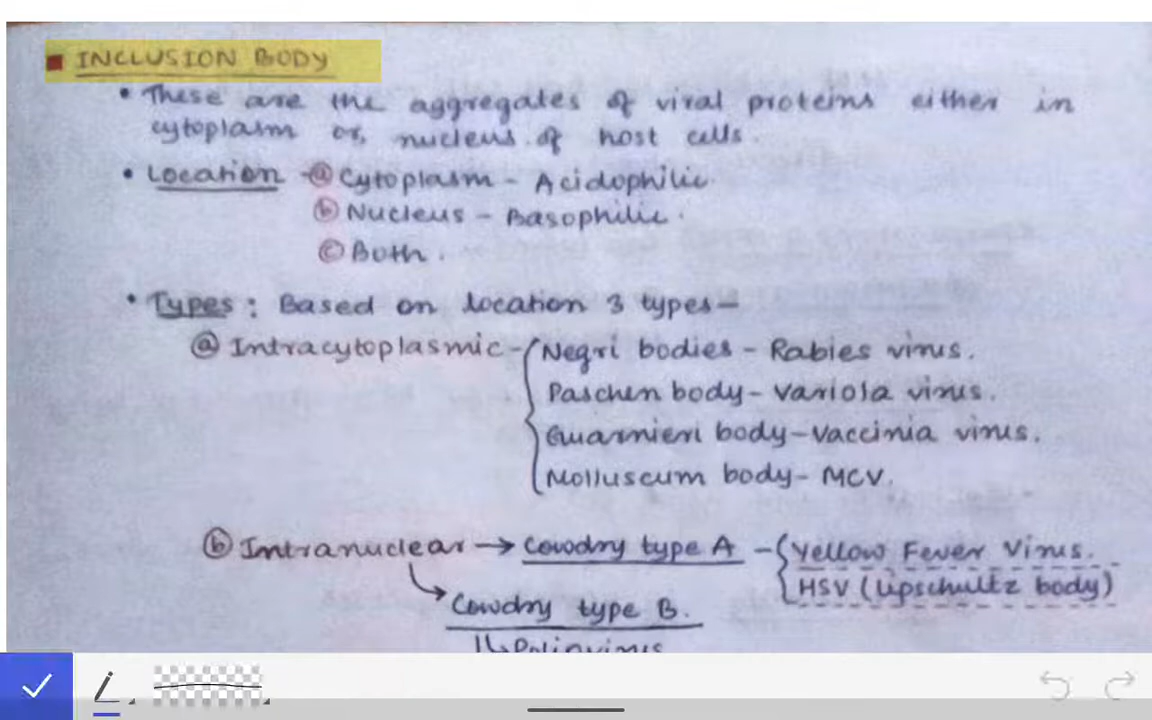 INCLUSION BODY
• These are the aggregates of viral proteins either in
cytoplasm or nucleus of host cells.
• Location - ⓐ Cytoplasm - Acidophilic.
ⓑ Nucleus - Basophilic.
ⓒ Both.
• Types: Based on location 3 types-
ⓐ Intracytoplasmic - Negri bodies - Rabies virus.
Paschen body - Variola virus.
Guarnieri body - Vaccinia virus.
Molluscum body - MCV.
ⓑ Intranuclear → Cowdry type A - Yellow Fever Virus.
HSV (Lipschultz body)
Cowdry type B.
Poliovirus